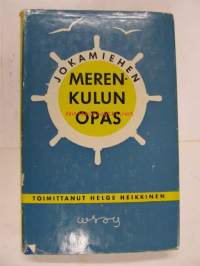 JOKAMIEHEN
MEREN-
KULUN
OPAS
TOIMITTANUT HELGE HEIKKINEN
wsoy